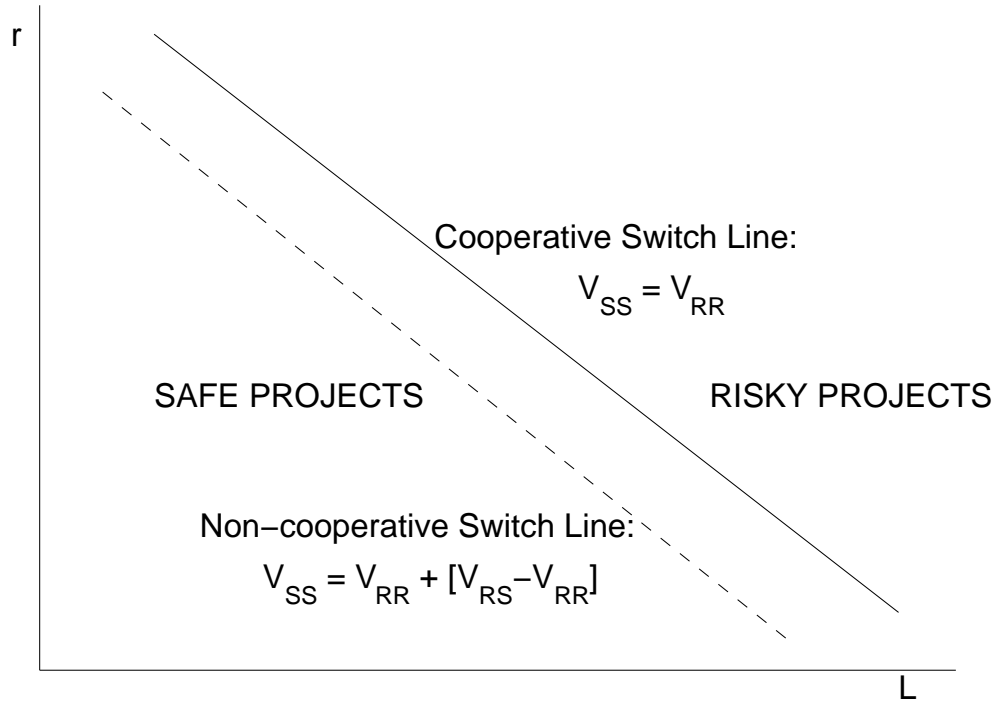 r
Cooperative Switch Line:
V_SS = V_RR
SAFE PROJECTS
RISKY PROJECTS
Non−cooperative Switch Line:
V_SS = V_RR + [V_RS−V_RR]
L